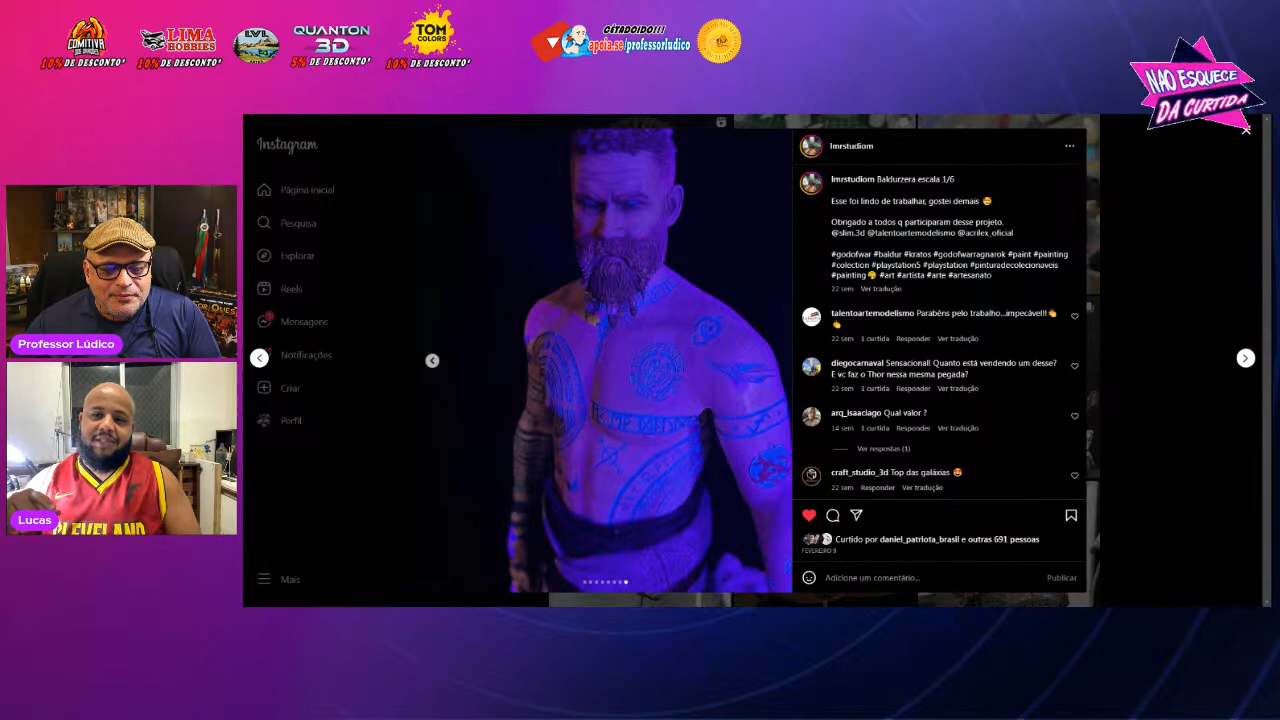 COMITIVA
DOS DRAGÕES
10% DE DESCONTO*
LIMA
HOBBIES
10% DE DESCONTO*
LVL
QUANTON
3D
5% DE DESCONTO*
TOM
COLORS
10% DE DESCONTO*
GÉTÁDOIDO!!!
apoia.se/professorludico
NÃO ESQUECE
DA CURTIDA
Instagram
Página inicial
Pesquisa
Explorar
Reels
Mensagens
Notificações
Criar
Perfil
Mais
Professor Lúdico
CLEVELAND
Lucas
lmrstudiom
lmrstudiom Baldurzera escala 1/6
Esse foi lindo de trabalhar, gostei demais 🥰
Obrigado a todos q participaram desse projeto.
@slim.3d @talentoartemodelismo @acrilex_oficial
#godofwar #baldur #kratos #godofwarragnarok #paint #painting
#colection #playstation5 #playstation #pinturadecolecionaveis
#painting #art #artista #arte #artesanato
22 sem Ver tradução
talentoartemodelismo Parabéns pelo trabalho...impecável!! 👏
👏
22 sem 1 curtida Responder Ver tradução
diegocarnaval Sensacional! Quanto está vendendo um desse?
E vc faz o Thor nessa mesma pegada?
22 sem 1 curtida Responder Ver tradução
arq_isaaciago Qual valor ?
14 sem 1 curtida Responder Ver tradução
Ver respostas (1)
craft_studio_3d Top das galáxias 😍
22 sem Responder Ver tradução
Curtido por daniel_patriota_brasil e outras 691 pessoas
FEVEREIRO 9
Adicione um comentário...
Publicar